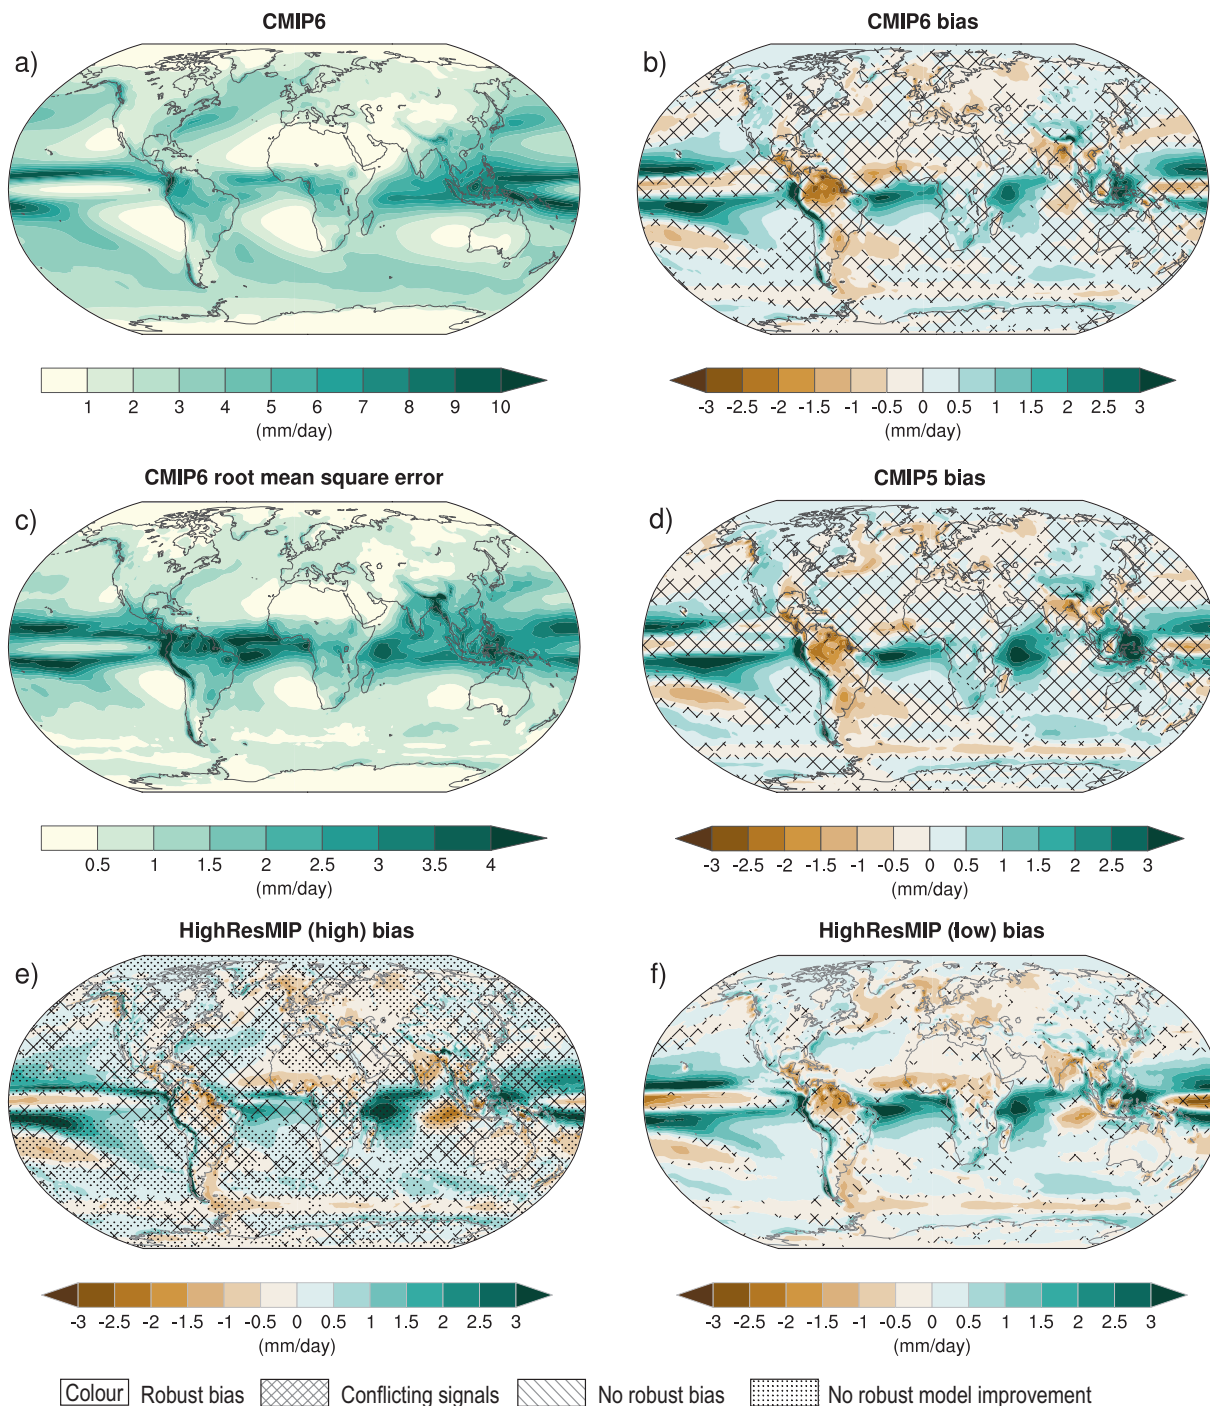 CMIP6
CMIP6 bias
a)
b)
1 2 3 4 5 6 7 8 9 10
(mm/day)
-3 -2.5 -2 -1.5 -1 -0.5 0 0.5 1 1.5 2 2.5 3
(mm/day)
CMIP6 root mean square error
CMIP5 bias
c)
d)
0.5 1 1.5 2 2.5 3 3.5 4
(mm/day)
-3 -2.5 -2 -1.5 -1 -0.5 0 0.5 1 1.5 2 2.5 3
(mm/day)
HighResMIP (high) bias
HighResMIP (low) bias
e)
f)
-3 -2.5 -2 -1.5 -1 -0.5 0 0.5 1 1.5 2 2.5 3
(mm/day)
-3 -2.5 -2 -1.5 -1 -0.5 0 0.5 1 1.5 2 2.5 3
(mm/day)
Colour Robust bias Conflicting signals No robust bias No robust model improvement